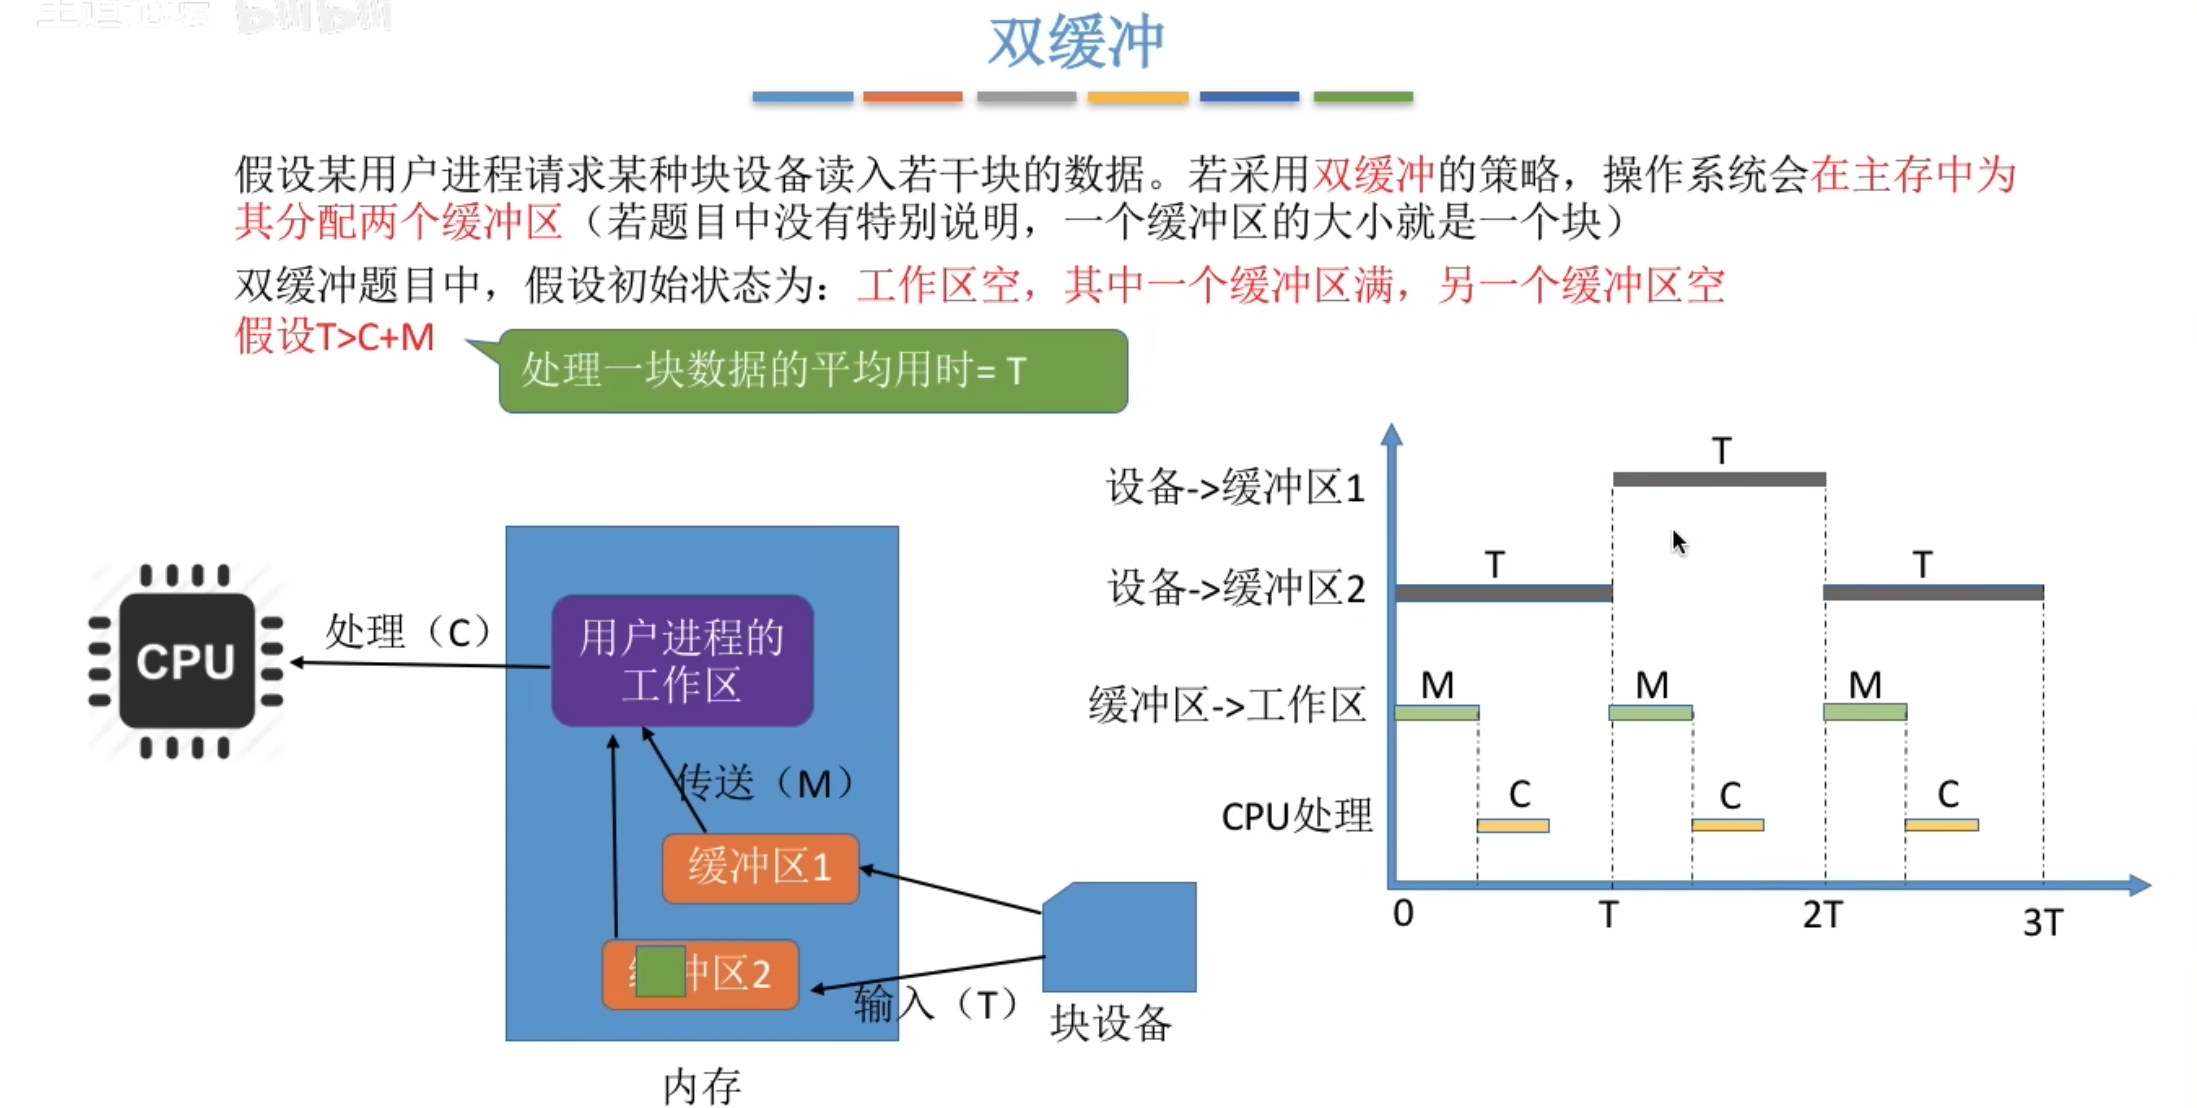 双缓冲
假设某用户进程请求某种块设备读入若干块的数据。若采用双缓冲的策略，操作系统会在主存中为
其分配两个缓冲区（若题目中没有特别说明，一个缓冲区的大小就是一个块）
双缓冲题目中，假设初始状态为：工作区空，其中一个缓冲区满，另一个缓冲区空
假设T>C+M
处理一块数据的平均用时= T
CPU
处理（C）
用户进程的
工作区
传送（M）
缓冲区1
冲区2
输入（T）
块设备
内存
设备->缓冲区1
T
设备->缓冲区2
T
T
缓冲区->工作区
M
M
M
CPU处理
C
C
C
0
T
2T
3T